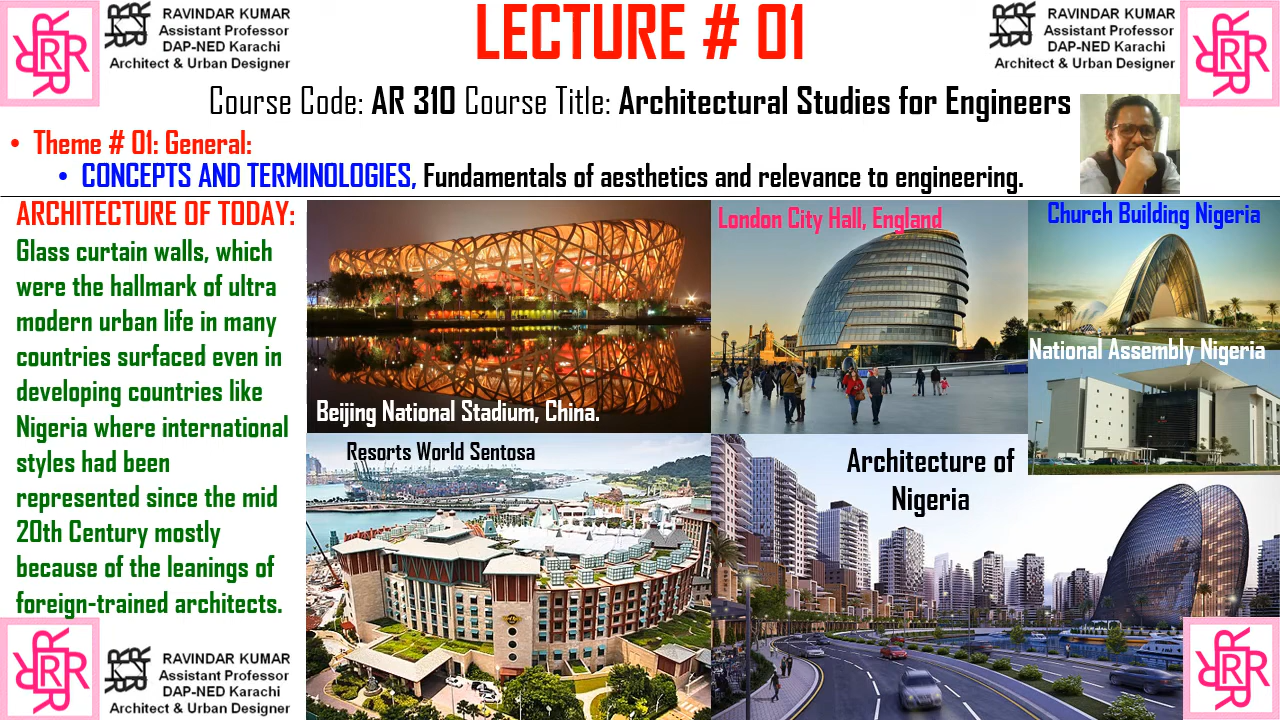 RAVINDAR KUMAR
Assistant Professor
DAP-NED Karachi
Architect & Urban Designer
LECTURE # 01
RAVINDAR KUMAR
Assistant Professor
DAP-NED Karachi
Architect & Urban Designer
Course Code: AR 310 Course Title: Architectural Studies for Engineers
• Theme # 01: General:
• CONCEPTS AND TERMINOLOGIES, Fundamentals of aesthetics and relevance to engineering.
ARCHITECTURE OF TODAY:
Glass curtain walls, which
were the hallmark of ultra
modern urban life in many
countries surfaced even in
developing countries like
Nigeria where international
styles had been
represented since the mid
20th Century mostly
because of the leanings of
foreign-trained architects.
Beijing National Stadium, China.
London City Hall, England
Church Building Nigeria
National Assembly Nigeria
Resorts World Sentosa
Architecture of
Nigeria
RAVINDAR KUMAR
Assistant Professor
DAP-NED Karachi
Architect & Urban Designer